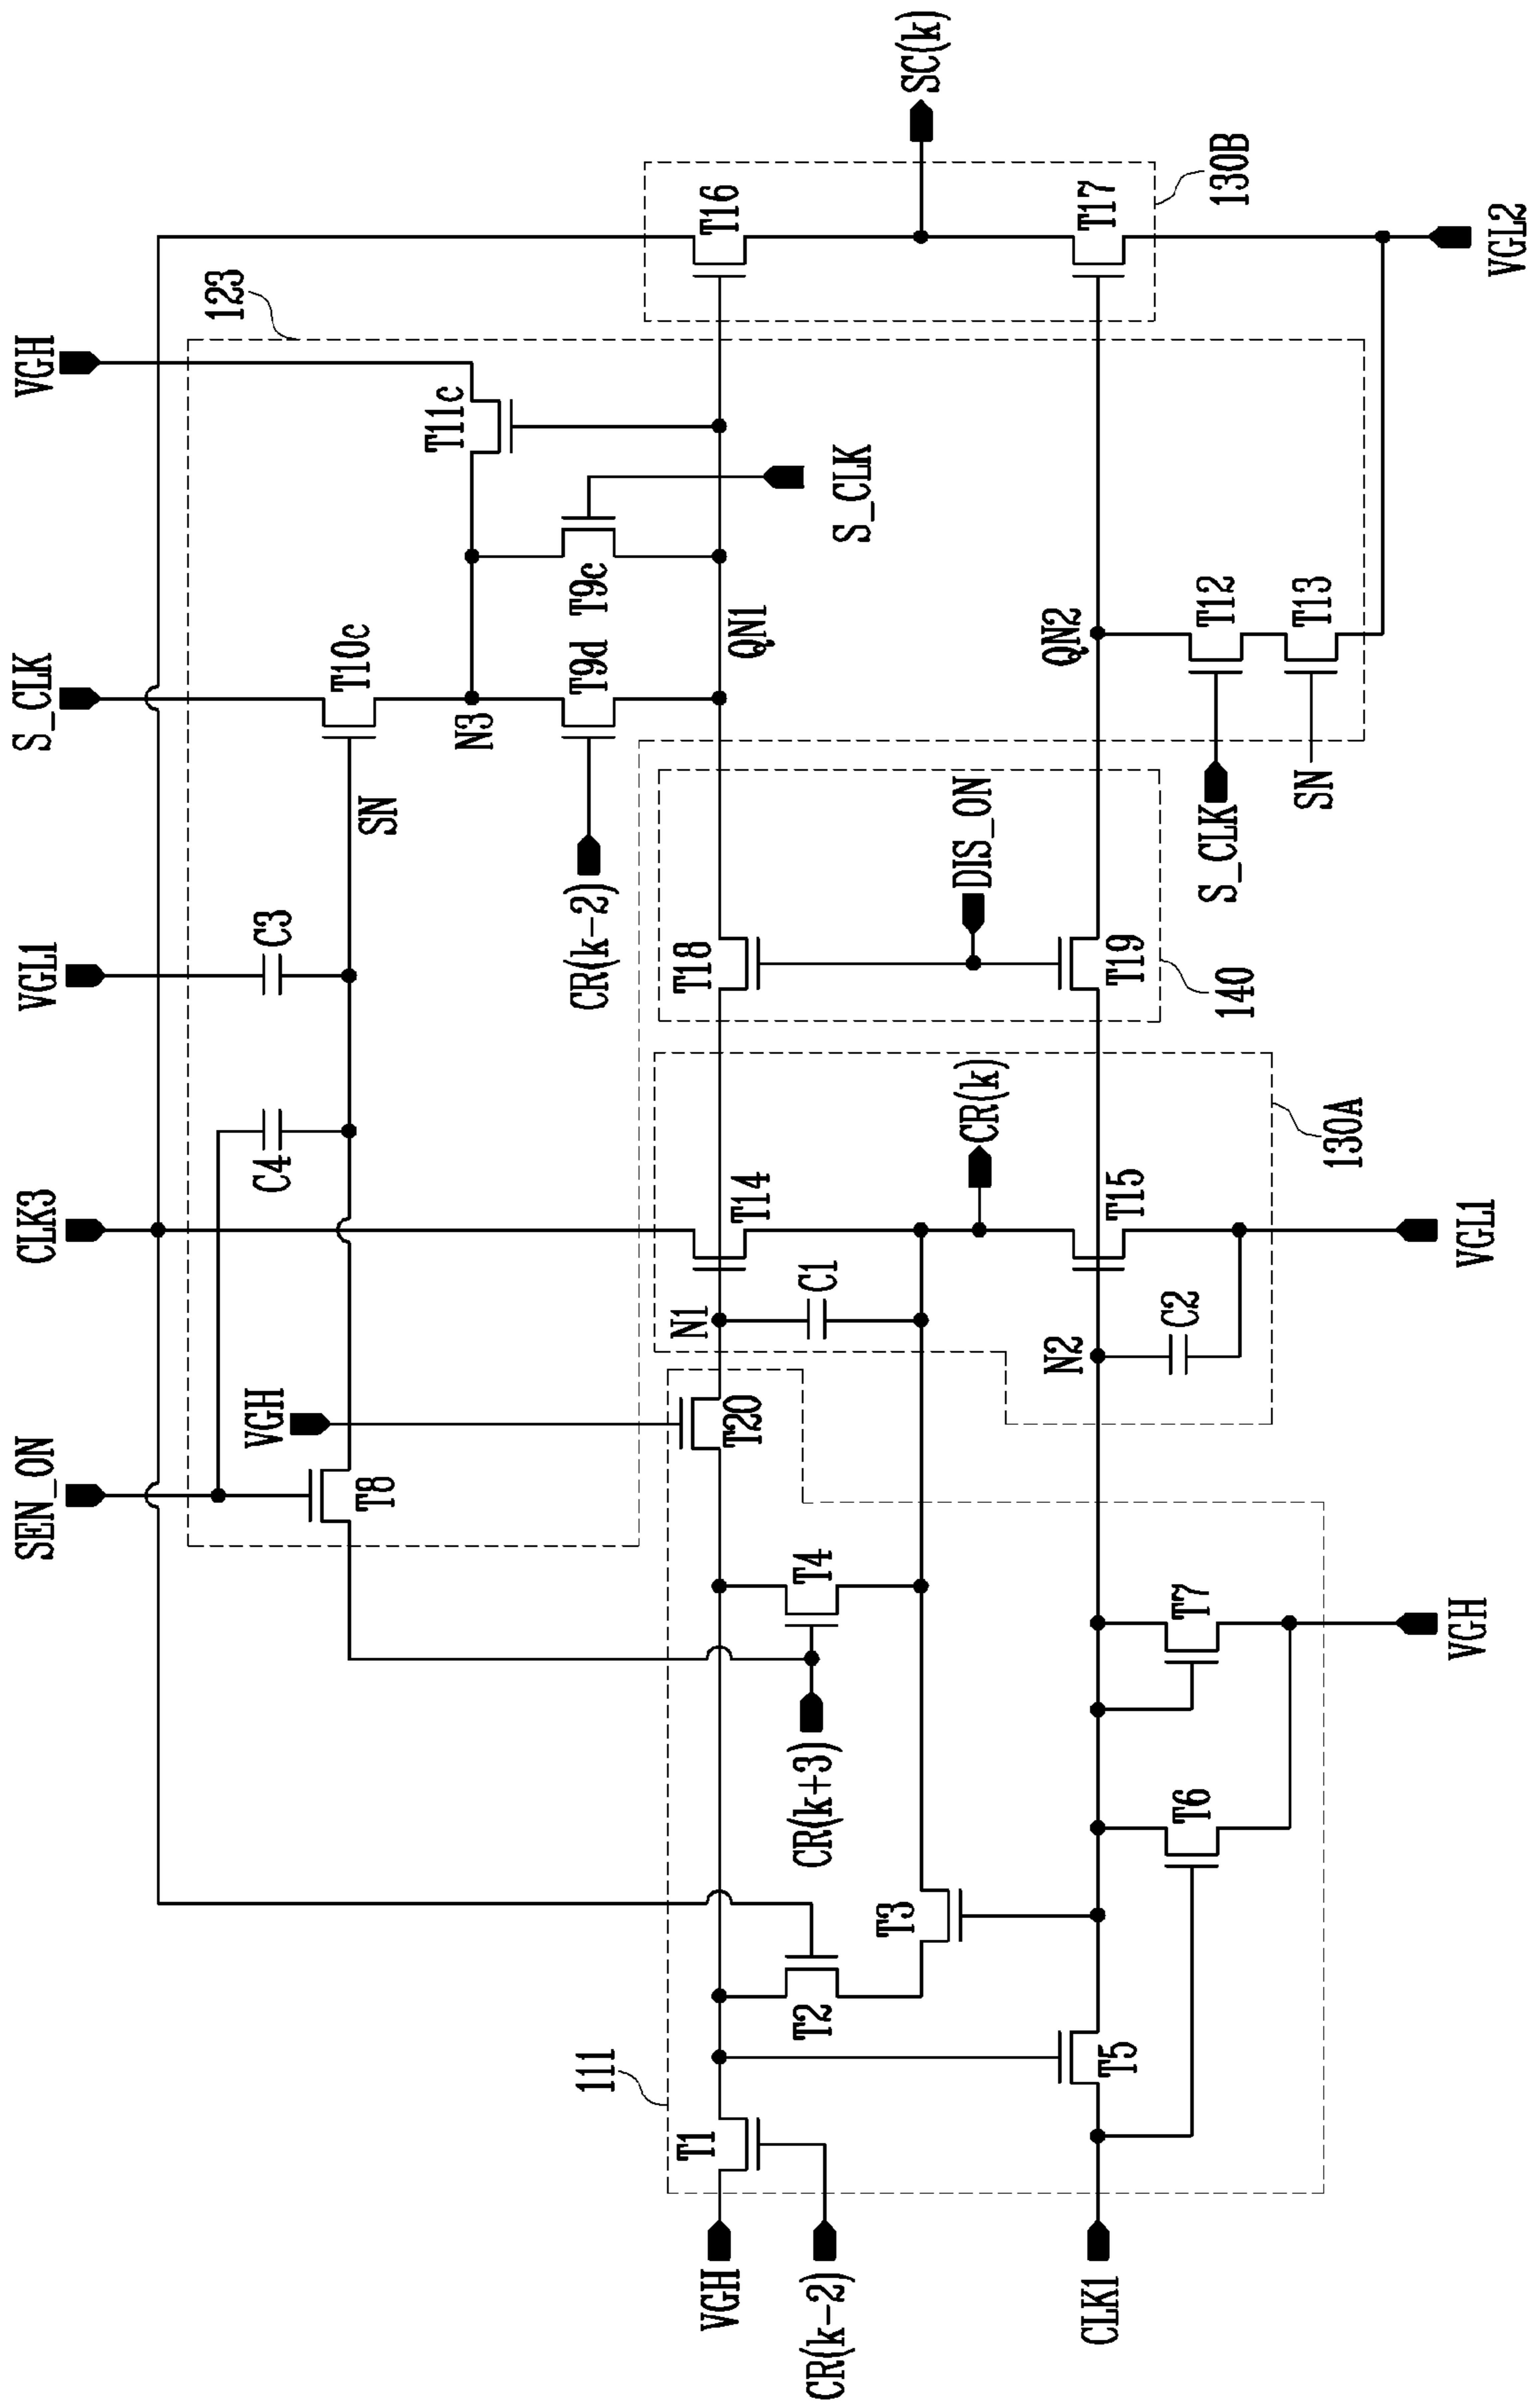 SEN_ON
CLK3
VGL1
S_CLK
VGH
123
VGH
T8
C4
C3
SN
T10c
N3
T11c
T9d
T9c
CR(k-2)
S_CLK
QN1
T16
SC(k)
130B
T17
111
VGH
T1
CR(k-2)
T2
T3
T4
CR(k+3)
T20
N1
C1
T14
CR(k)
T18
DIS_ON
T19
140
CLK1
T5
T6
T7
VGH
N2
C2
T15
130A
VGL1
QN2
T12
T13
S_CLK
SN
VGL2